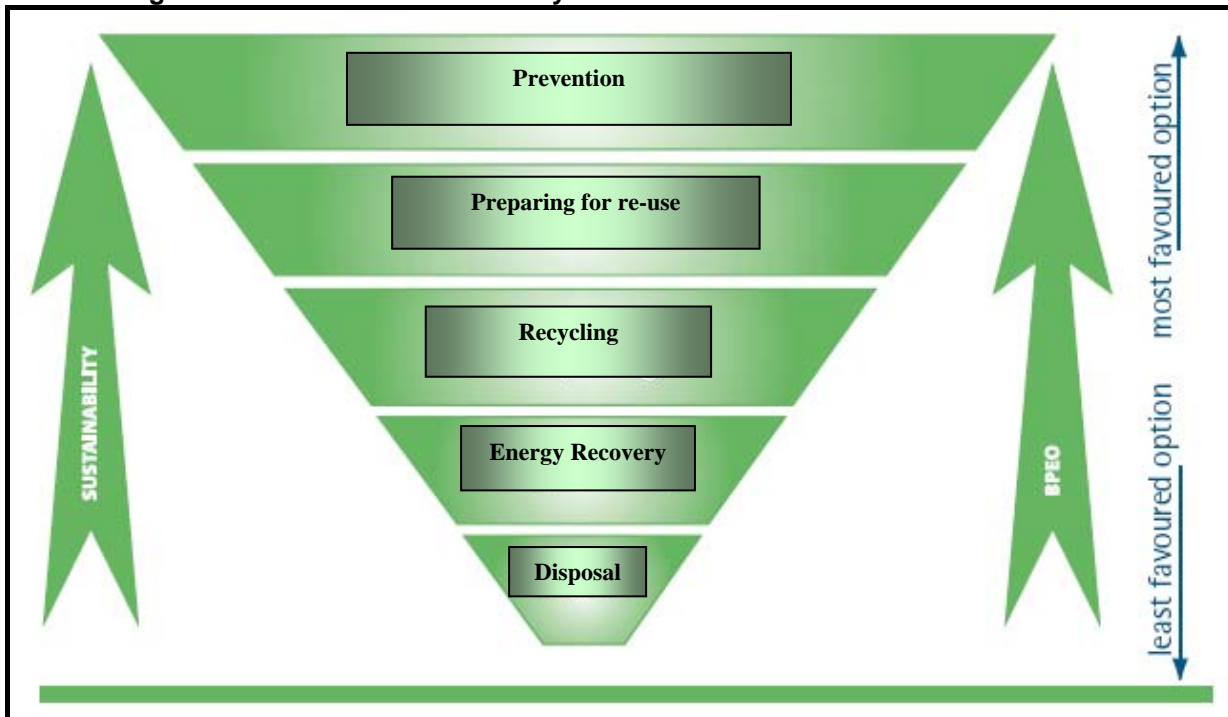 Prevention
Preparing for re-use
Recycling
Energy Recovery
Disposal
SUSTAINABILITY
BPEO
most favoured option
least favoured option